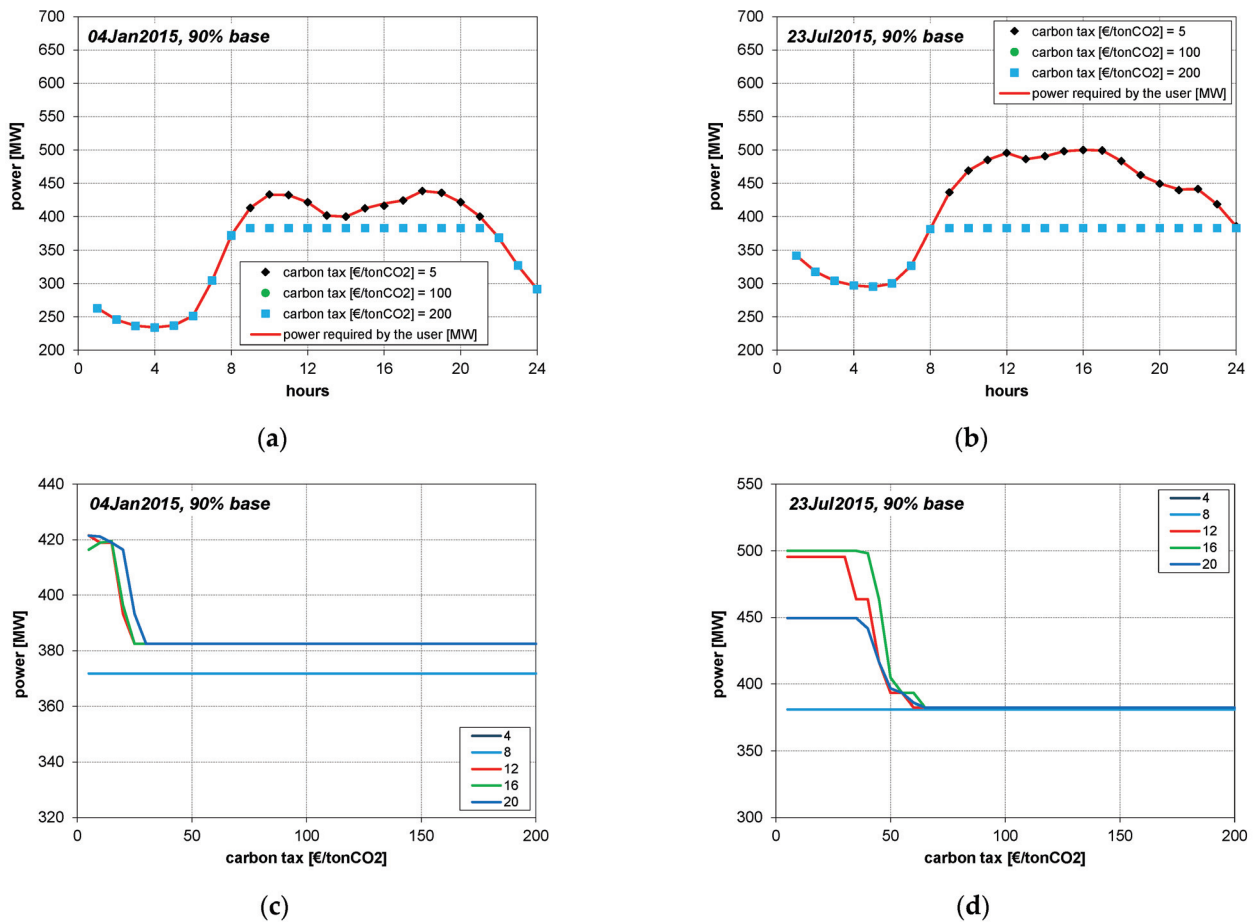 04Jan2015, 90% base
700
650
600
550
500
450
400
350
300
250
200
power [MW]
carbon tax [€/tonCO2] = 5
carbon tax [€/tonCO2] = 100
carbon tax [€/tonCO2] = 200
power required by the user [MW]
0
4
8
12
16
20
24
hours
(a)
23Jul2015, 90% base
700
650
600
550
500
450
400
350
300
250
200
power [MW]
carbon tax [€/tonCO2] = 5
carbon tax [€/tonCO2] = 100
carbon tax [€/tonCO2] = 200
power required by the user [MW]
0
4
8
12
16
20
24
hours
(b)
04Jan2015, 90% base
440
420
400
380
360
340
320
power [MW]
4
8
12
16
20
0
50
100
150
200
carbon tax [€/tonCO2]
(c)
23Jul2015, 90% base
550
500
450
400
350
300
power [MW]
4
8
12
16
20
0
50
100
150
200
carbon tax [€/tonCO2]
(d)